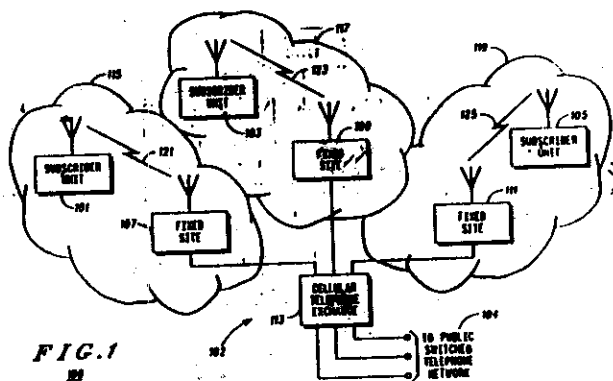 117
115
119
123
SUBSCRIBER
UNIT
103
125
105
SUBSCRIBER
UNIT
121
SUBSCRIBER
UNIT
101
FIXED
SITE
111
FIXED
SITE
107
FIXED
SITE
CELLULAR
TELEPHONE
EXCHANGE
113
102
104
TO PUBLIC
SWITCHED
TELEPHONE
NETWORK
FIG.1
100